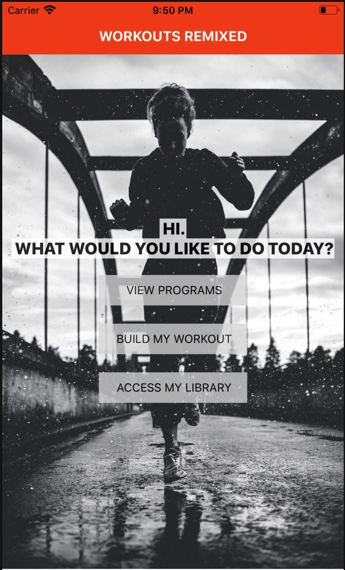 Carrier 9:50 PM
WORKOUTS REMIXED
HI.
WHAT WOULD YOU LIKE TO DO TODAY?
VIEW PROGRAMS
BUILD MY WORKOUT
ACCESS MY LIBRARY